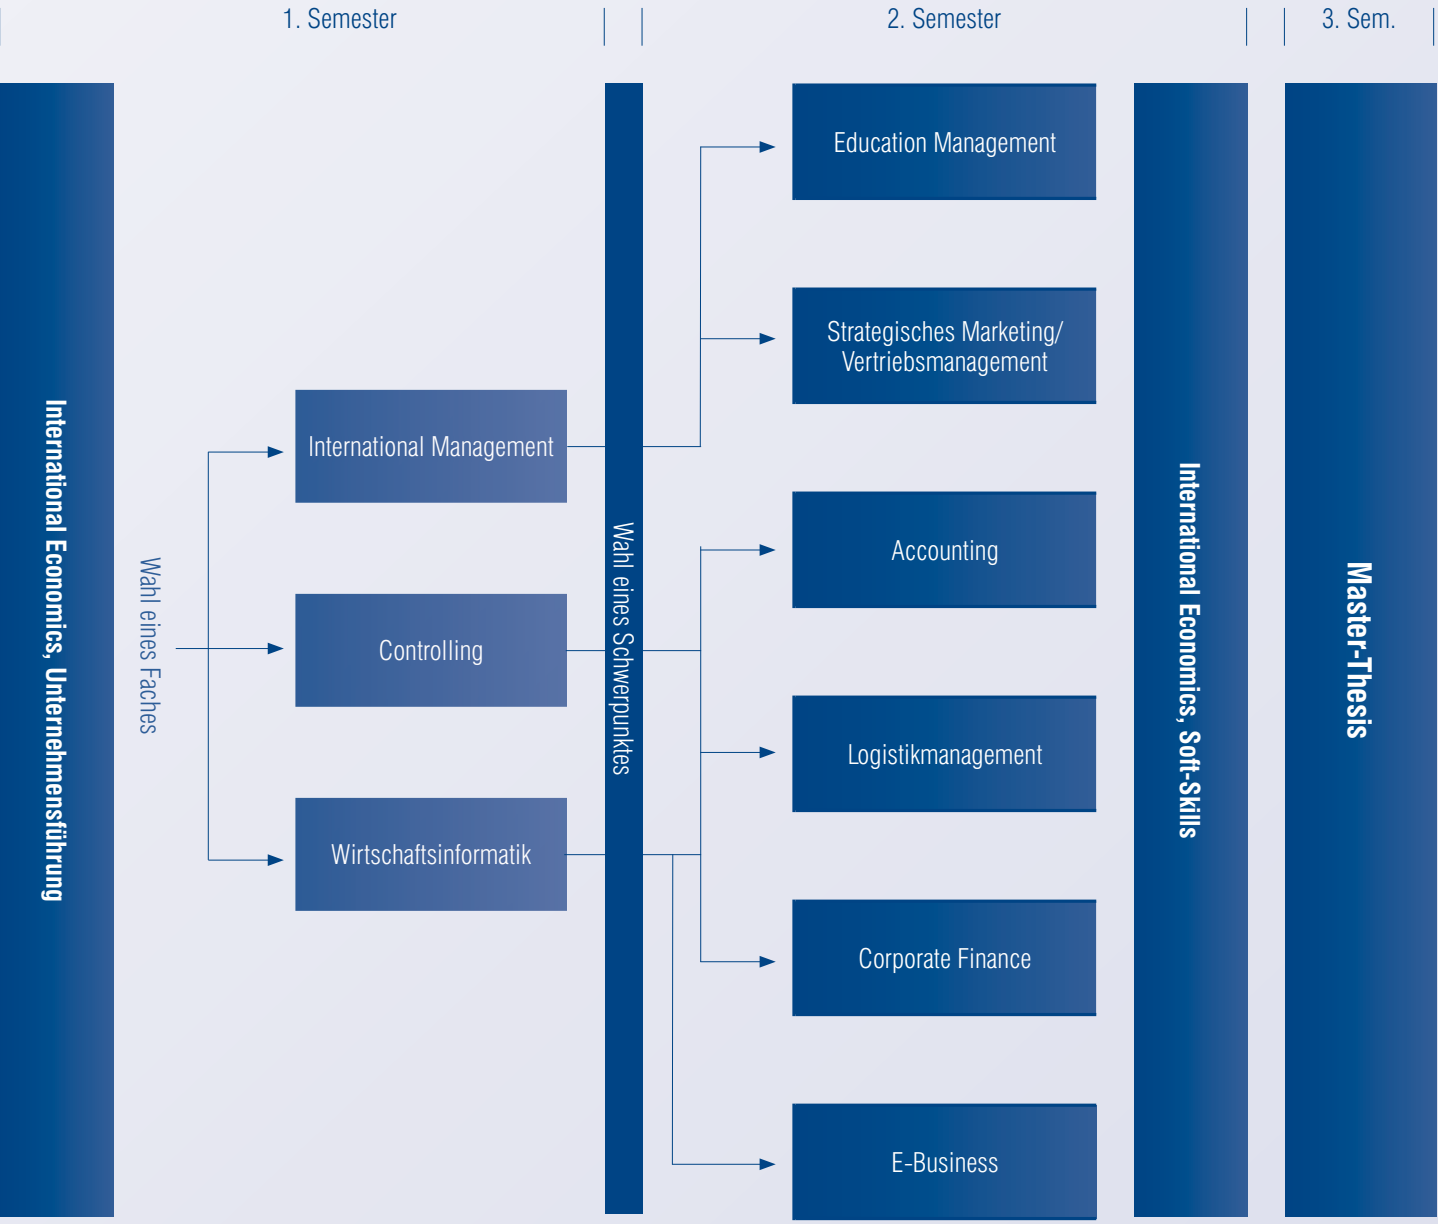 1. Semester
2. Semester
3. Sem.
International Economics, Unternehmensführung
Wahl eines Faches
International Management
Controlling
Wirtschaftsinformatik
Wahl eines Schwerpunktes
Education Management
Strategisches Marketing/
Vertriebsmanagement
Accounting
Logistikmanagement
Corporate Finance
E-Business
International Economics, Soft-Skills
Master-Thesis